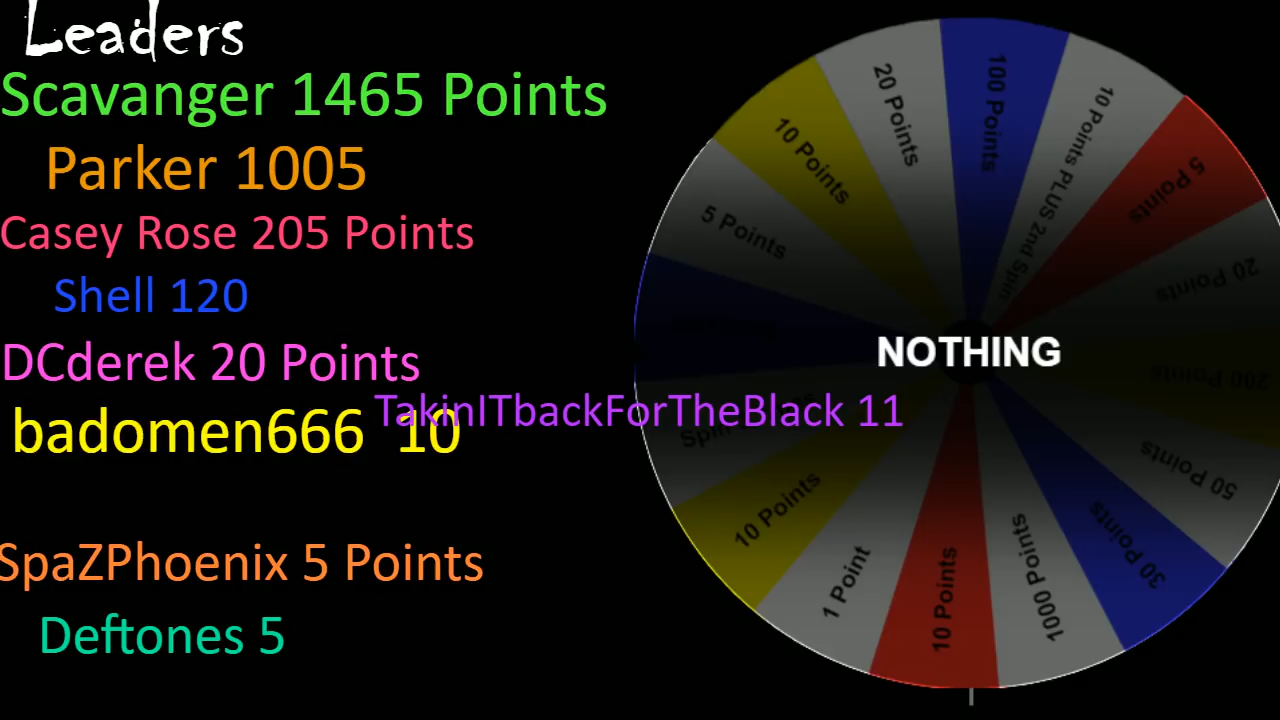 Leaders
Scavanger 1465 Points
Parker 1005
Casey Rose 205 Points
Shell 120
DCderek 20 Points
TakinITbackForTheBlack 11
badomen666 10
SpaZPhoenix 5 Points
Deftones 5
NOTHING
100 Points
10 Points PLUS 2nd Spin
5 Points
20 Points
200 Points
50 Points
30 Points
1000 Points
10 Points
1 Point
10 Points
5 Points
10 Points
20 Points